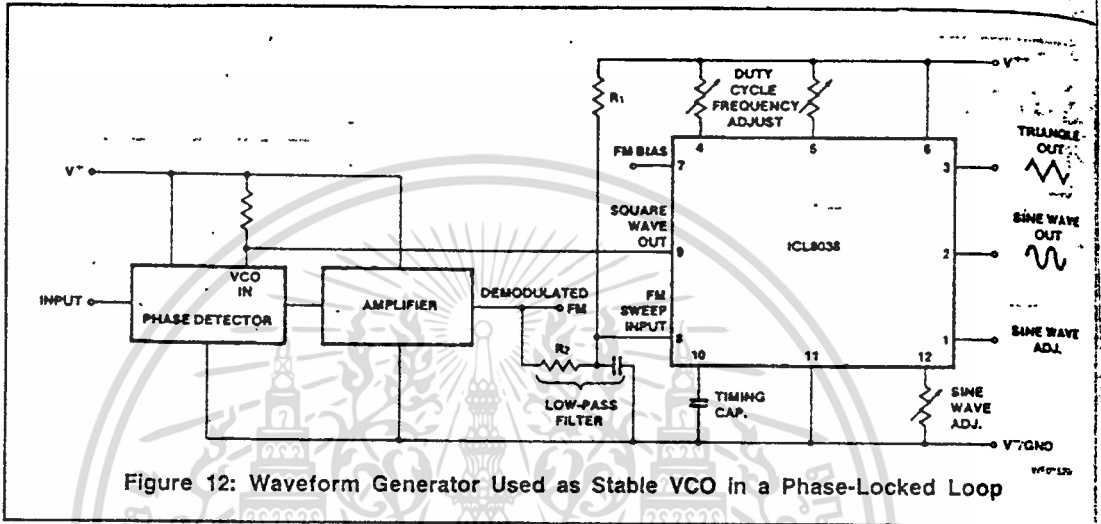 V++
R1
DUTY
CYCLE
FREQUENCY
ADJUST
4
5
6
TRIANGLE
OUT
FM BIAS
7
3
V+
SQUARE
WAVE
OUT
SINE WAVE
OUT
ICL8038
9
2
VCO
IN
INPUT
PHASE DETECTOR
AMPLIFIER
DEMODULATED
FM
FM
SWEEP
INPUT
8
SINE WAVE
ADJ.
1
10
11
12
R2
LOW-PASS
FILTER
TIMING
CAP.
SINE
WAVE
ADJ.
V-/GND
Figure 12: Waveform Generator Used as Stable VCO in a Phase-Locked Loop